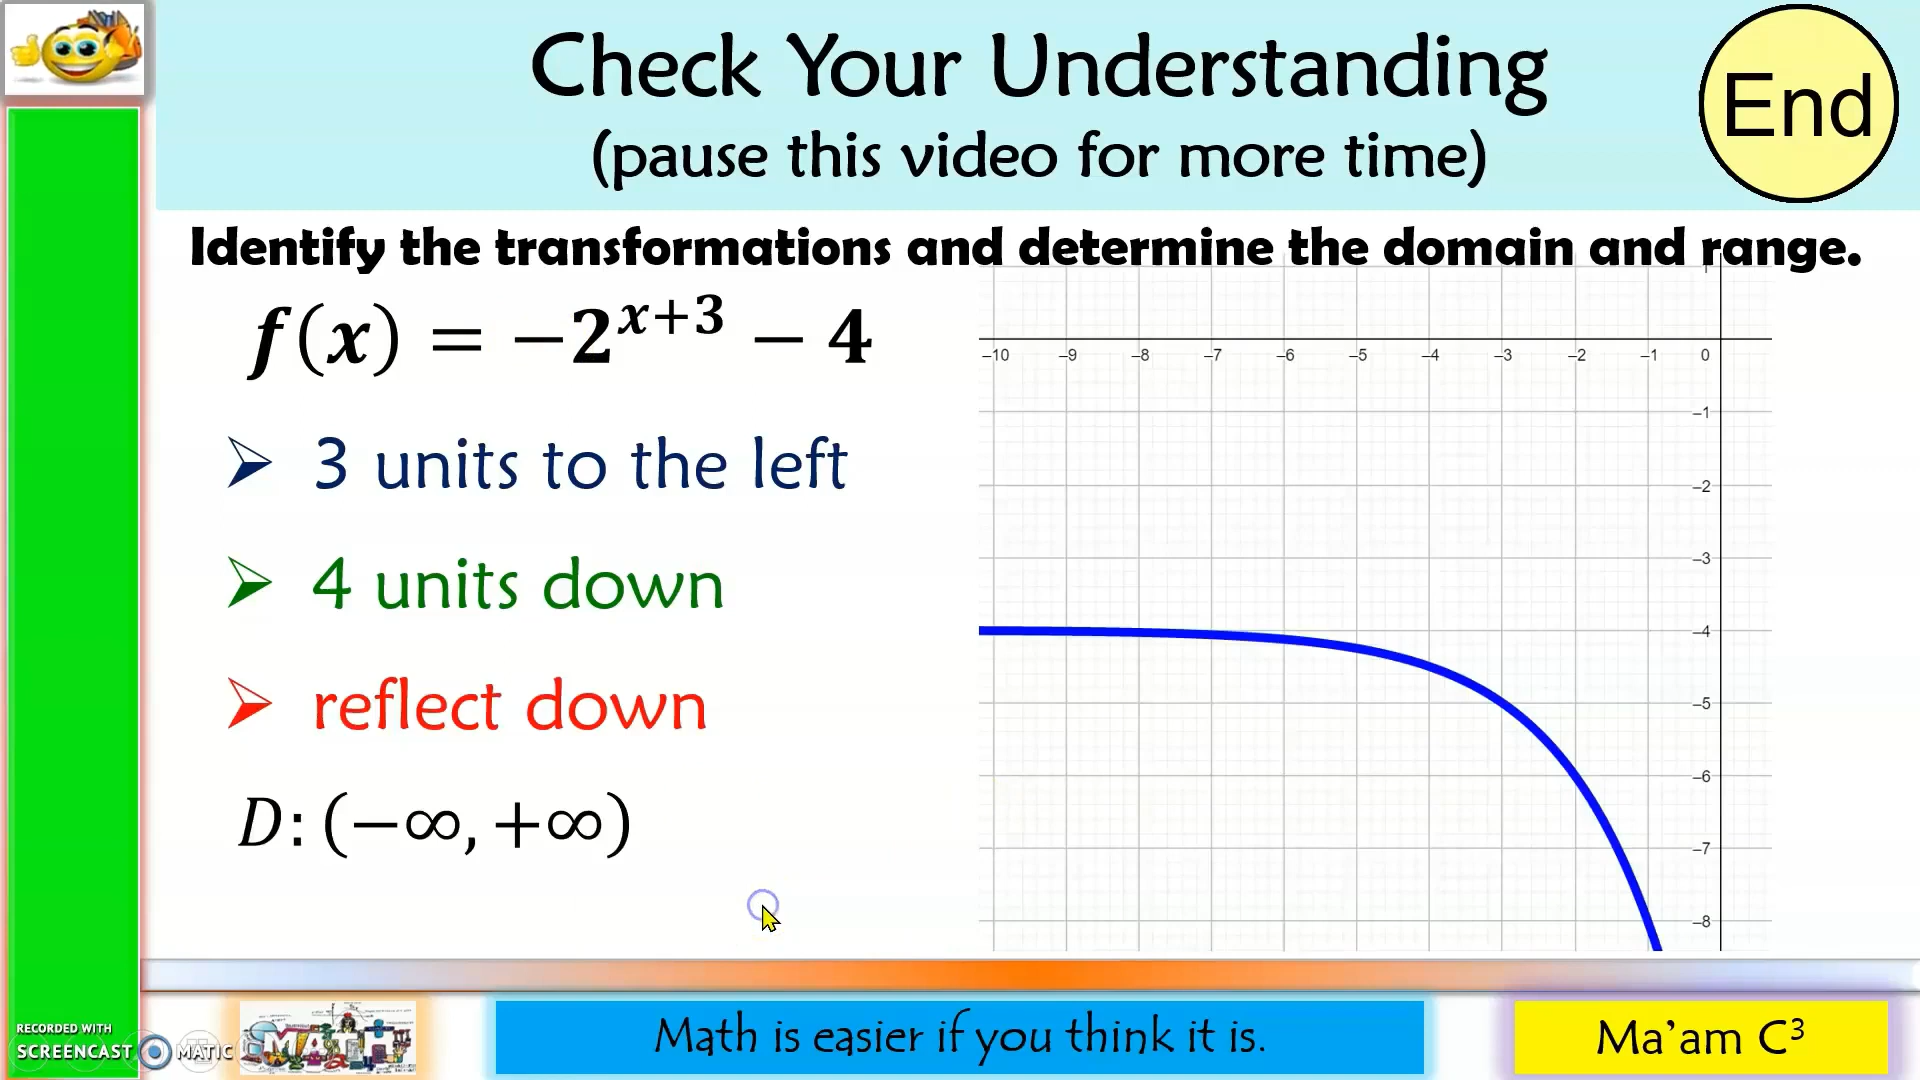 Check Your Understanding
(pause this video for more time)
End
Identify the transformations and determine the domain and range.
f(x) = −2^{x+3} − 4
➢ 3 units to the left
➢ 4 units down
➢ reflect down
D: (−∞, +∞)
1
−10 −9 −8 −7 −6 −5 −4 −3 −2 −1 0
−1
−2
−3
−4
−5
−6
−7
−8
RECORDED WITH
SCREENCAST MATIC
MATH
Math is easier if you think it is.
Ma’am C³